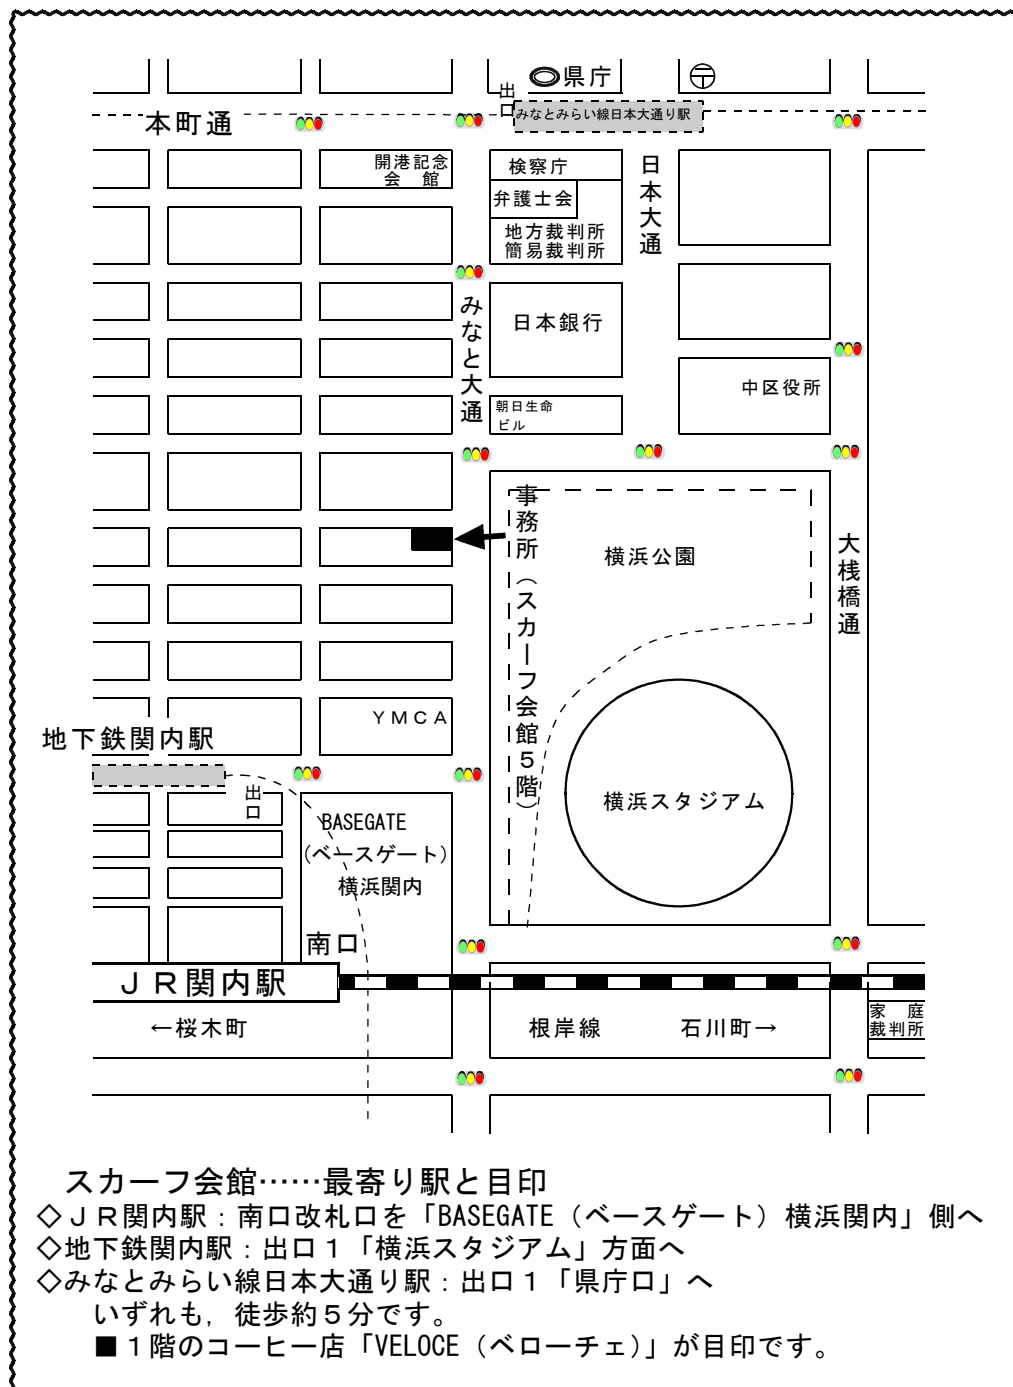 県庁
〒
出口
みなとみらい線日本大通り駅
本町通
開港記念
会 館
検察庁
弁護士会
地方裁判所
簡易裁判所
日本大通
みなと大通
日本銀行
中区役所
朝日生命
ビル
事務所（スカーフ会館５階）
横浜公園
大桟橋通
ＹＭＣＡ
地下鉄関内駅
出口
横浜スタジアム
BASEGATE
（ベースゲート）
横浜関内
南口
ＪＲ関内駅
←桜木町
根岸線
石川町→
家 庭
裁判所
スカーフ会館……最寄り駅と目印
◇ＪＲ関内駅：南口改札口を「BASEGATE（ベースゲート）横浜関内」側へ
◇地下鉄関内駅：出口１「横浜スタジアム」方面へ
◇みなとみらい線日本大通り駅：出口１「県庁口」へ
いずれも，徒歩約５分です。
■１階のコーヒー店「VELOCE（ベローチェ）」が目印です。